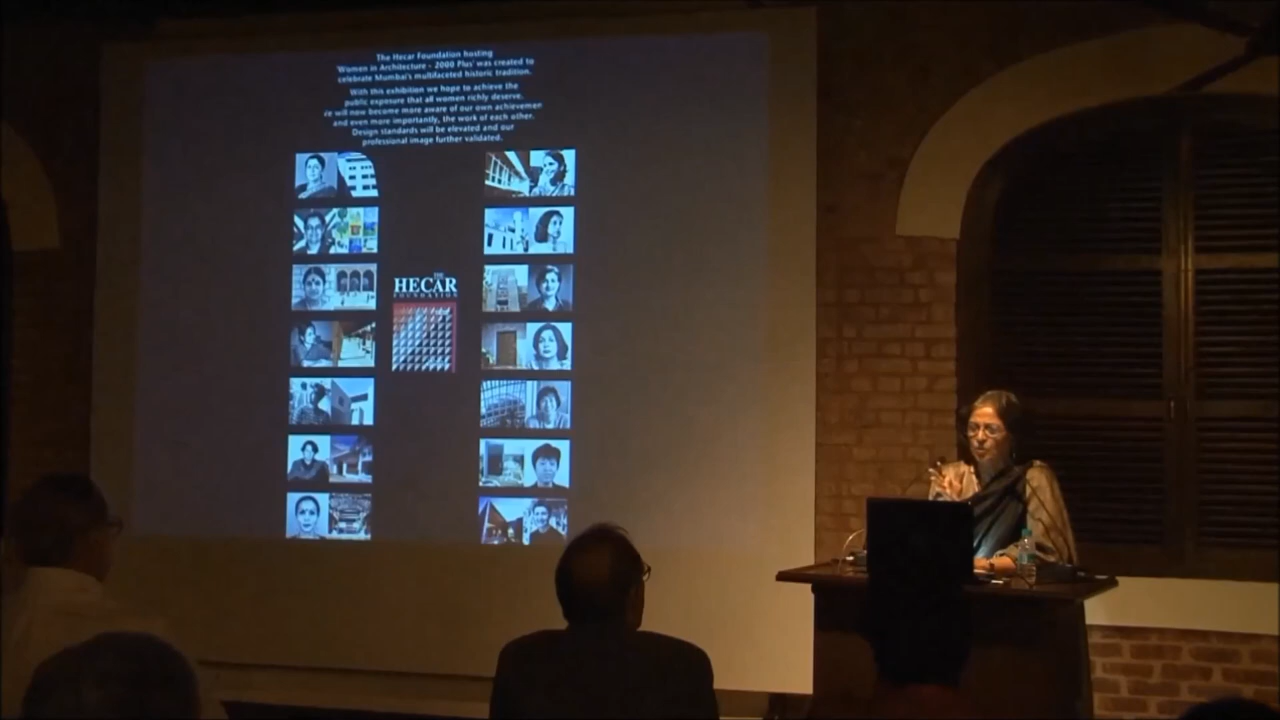 The Hecar Foundation hosting
'Women in Architecture - 2000 Plus' was created to
celebrate Mumbai's multifaceted historic tradition.
With this exhibition we hope to achieve the
public exposure that all women richly deserve.
We will now become more aware of our own achievemen
and even more importantly, the work of each other.
Design standards will be elevated and our
professional image further validated.
THE
HECAR
FOUNDATION